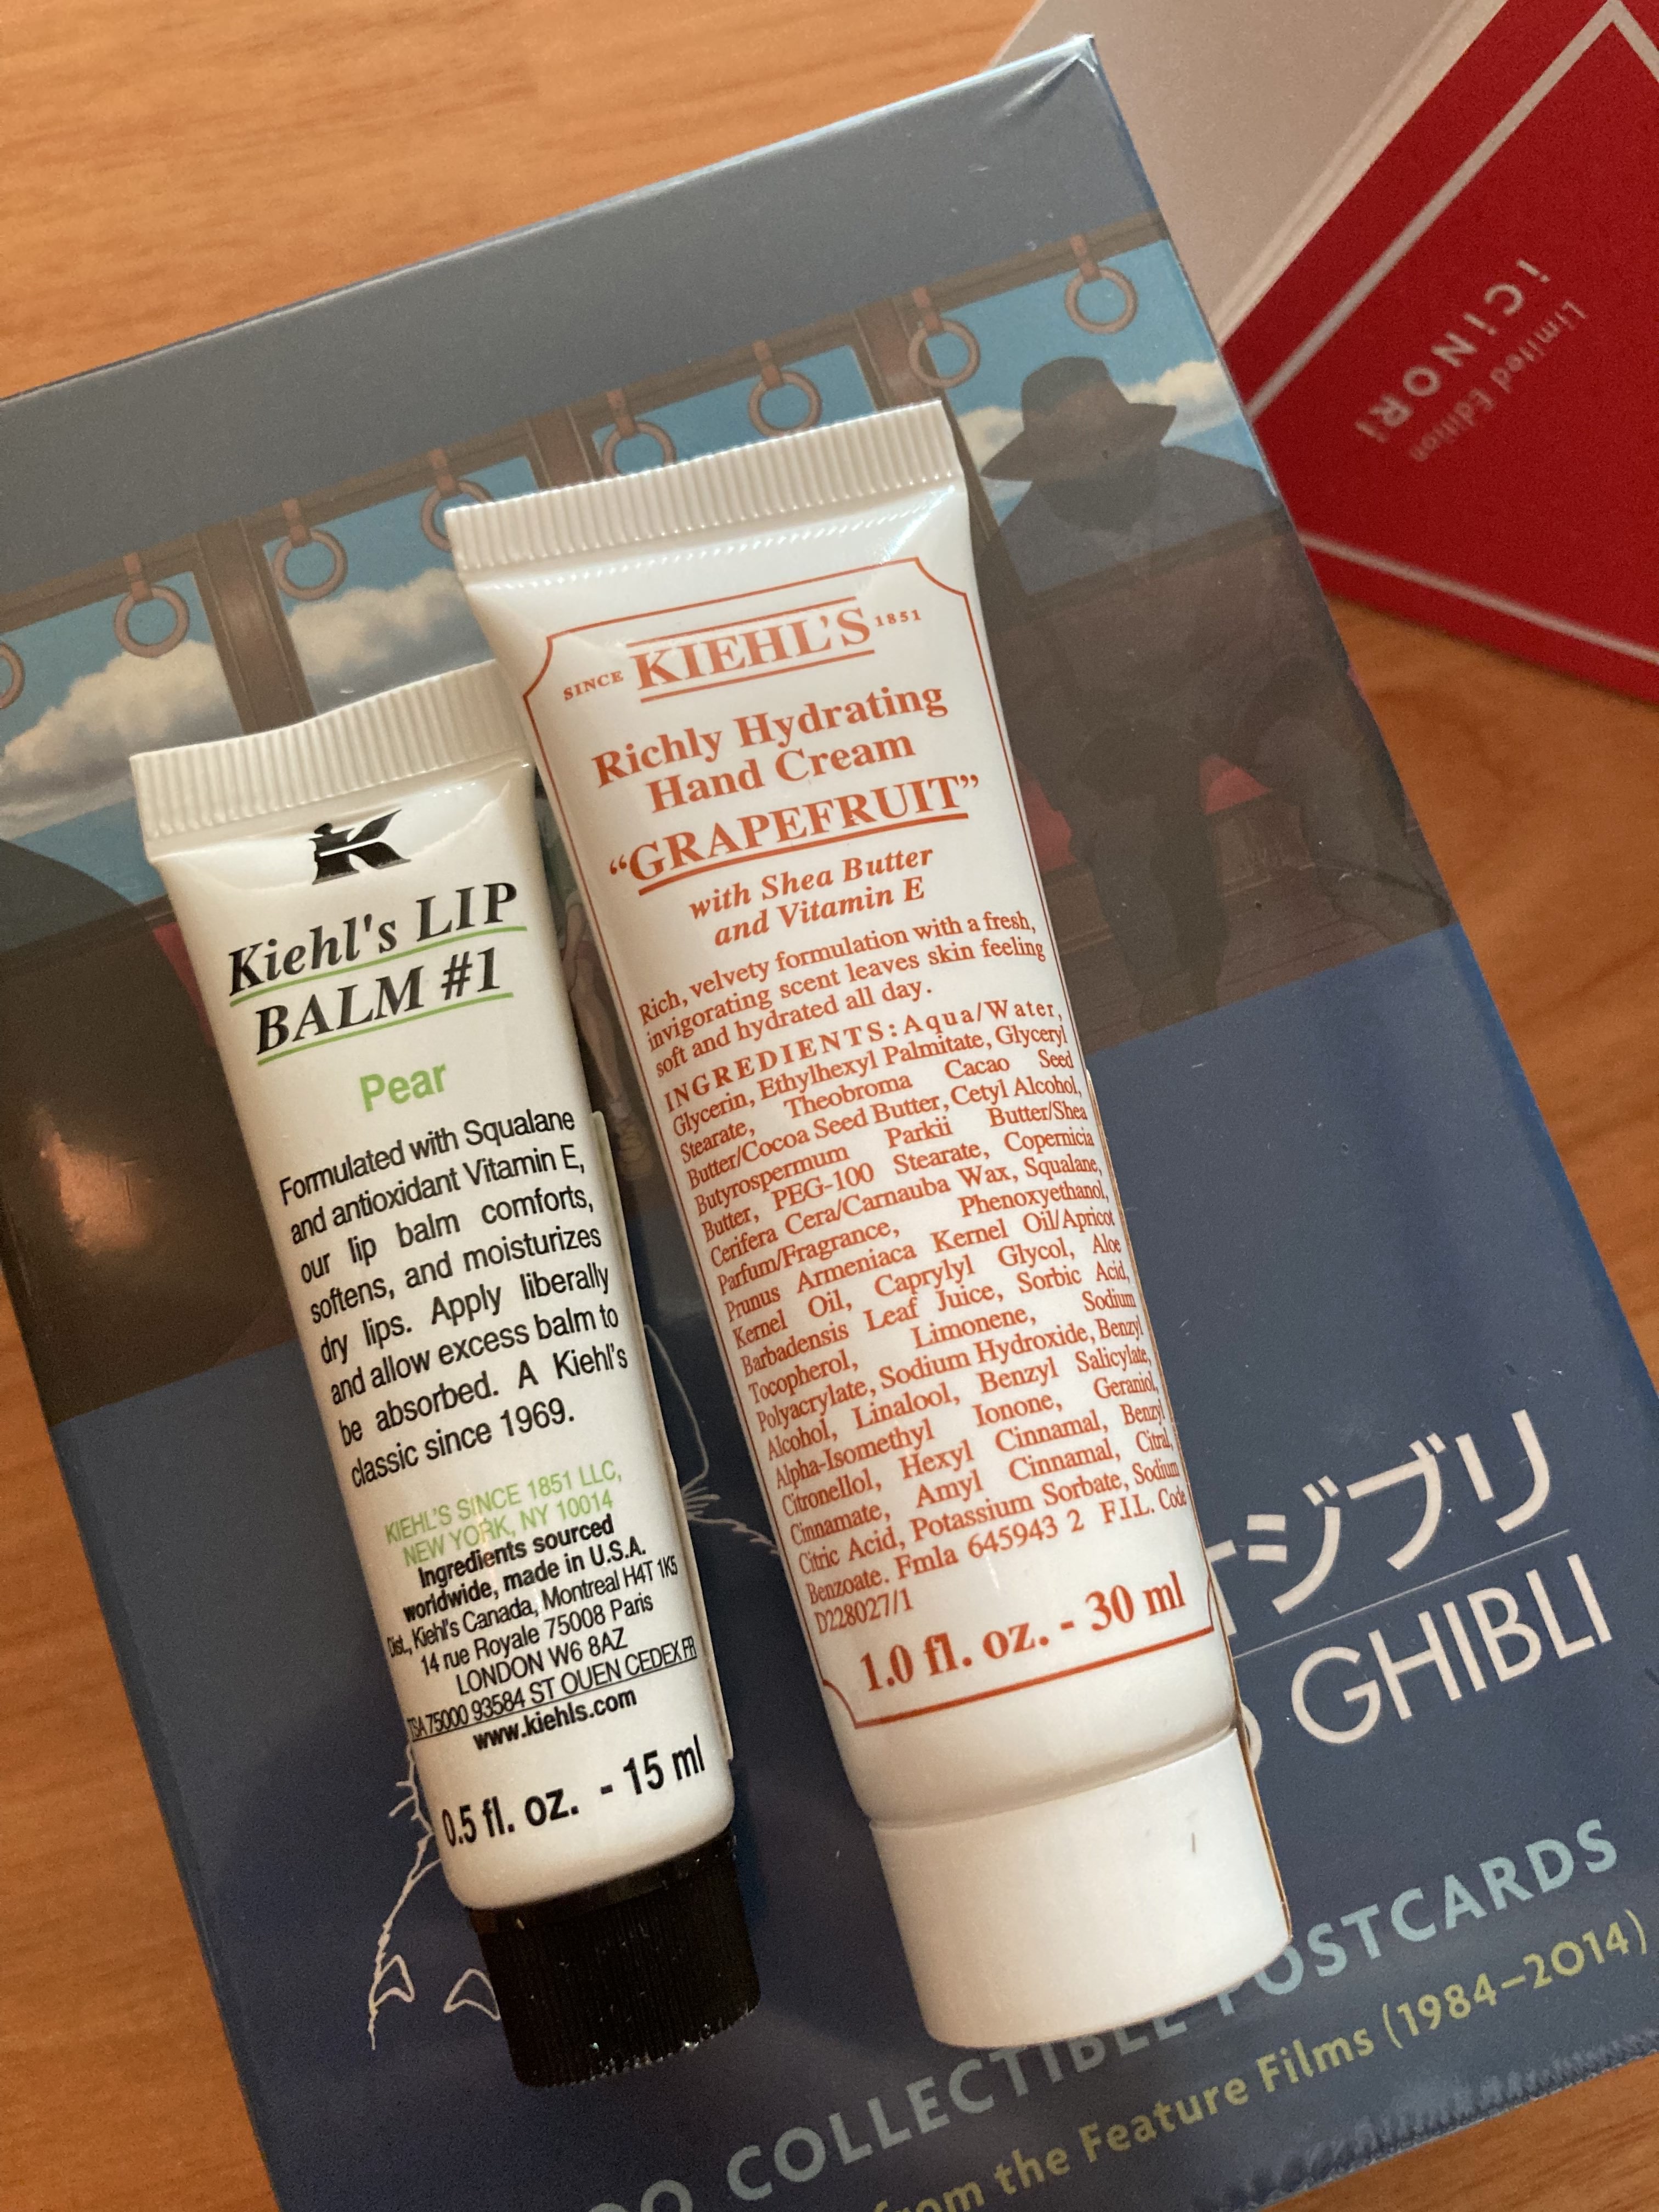 Kiehl's LIP
BALM #1
Pear
Formulated with Squalane
and antioxidant Vitamin E,
our lip balm comforts,
softens, and moisturizes
dry lips. Apply liberally
and allow excess balm to
be absorbed. A Kiehl's
classic since 1969.
KIEHL'S SINCE 1851 LLC,
NEW YORK, NY 10014
Ingredients sourced
worldwide, made in U.S.A.
Dist., Kiehl's Canada, Montreal H4T 1K5
14 rue Royale 75008 Paris
LONDON W6 8AZ
TSA 75000 93584 ST OUEN CEDEX FR
www.kiehls.com
0.5 fl. oz. - 15 ml
SINCE KIEHL'S 1851
Richly Hydrating
Hand Cream
“GRAPEFRUIT”
with Shea Butter
and Vitamin E
Rich, velvety formulation with a fresh,
invigorating scent leaves skin feeling
soft and hydrated all day.
INGREDIENTS: Aqua/Water,
Glycerin, Ethylhexyl Palmitate, Glyceryl
Stearate, Theobroma Cacao Seed
Butter/Cocoa Seed Butter, Cetyl Alcohol,
Butyrospermum Parkii Butter/Shea
Butter, PEG-100 Stearate, Copernicia
Cerifera Cera/Carnauba Wax, Squalane,
Parfum/Fragrance, Phenoxyethanol,
Prunus Armeniaca Kernel Oil/Apricot
Kernel Oil, Caprylyl Glycol, Aloe
Barbadensis Leaf Juice, Sorbic Acid,
Tocopherol, Limonene, Sodium
Polyacrylate, Sodium Hydroxide, Benzyl
Alcohol, Linalool, Benzyl Salicylate,
Alpha-Isomethyl Ionone, Geraniol,
Citronellol, Hexyl Cinnamal, Benzyl
Cinnamate, Amyl Cinnamal, Citral,
Citric Acid, Potassium Sorbate, Sodium
Benzoate. Fmla 645943 2 F.I.L. Code
D228027/1
1.0 fl. oz. - 30 ml
iCiNORi
Limited Edition
ジブリ
GHIBLI
COLLECTIBLE POSTCARDS
from the Feature Films (1984–2014)